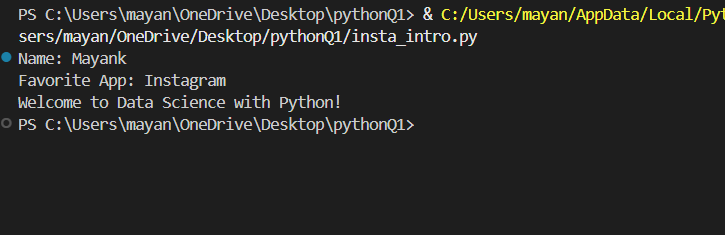 PS C:\Users\mayan\OneDrive\Desktop\pythonQ1> & C:/Users/mayan/AppData/Local/Pyt
sers/mayan/OneDrive/Desktop/pythonQ1/insta_intro.py
Name: Mayank
Favorite App: Instagram
Welcome to Data Science with Python!
PS C:\Users\mayan\OneDrive\Desktop\pythonQ1>